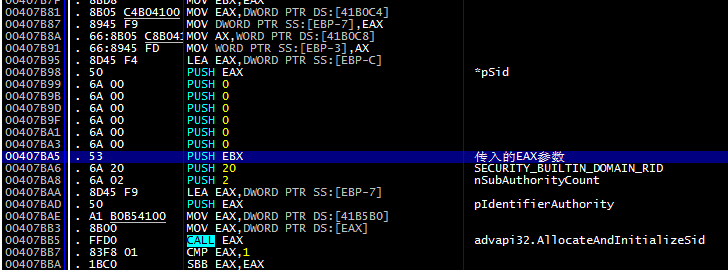 00407B7F . 8BD8 MOV EBX,EAX
00407B81 . 8B05 C4B04100 MOV EAX,DWORD PTR DS:[41B0C4]
00407B87 . 8945 F9 MOV DWORD PTR SS:[EBP-7],EAX
00407B8A . 66:8B05 C8B041 MOV AX,WORD PTR DS:[41B0C8]
00407B91 . 66:8945 FD MOV WORD PTR SS:[EBP-3],AX
00407B95 . 8D45 F4 LEA EAX,DWORD PTR SS:[EBP-C]
00407B98 . 50 PUSH EAX *pSid
00407B99 . 6A 00 PUSH 0
00407B9B . 6A 00 PUSH 0
00407B9D . 6A 00 PUSH 0
00407B9F . 6A 00 PUSH 0
00407BA1 . 6A 00 PUSH 0
00407BA3 . 6A 00 PUSH 0
00407BA5 . 53 PUSH EBX 传入的EAX参数
00407BA6 . 6A 20 PUSH 20 SECURITY_BUILTIN_DOMAIN_RID
00407BA8 . 6A 02 PUSH 2 nSubAuthorityCount
00407BAA . 8D45 F9 LEA EAX,DWORD PTR SS:[EBP-7]
00407BAD . 50 PUSH EAX pIdentifierAuthority
00407BAE . A1 B0B54100 MOV EAX,DWORD PTR DS:[41B5B0]
00407BB3 . 8B00 MOV EAX,DWORD PTR DS:[EAX]
00407BB5 . FFD0 CALL EAX advapi32.AllocateAndInitializeSid
00407BB7 . 83F8 01 CMP EAX,1
00407BBA . 1BC0 SBB EAX,EAX